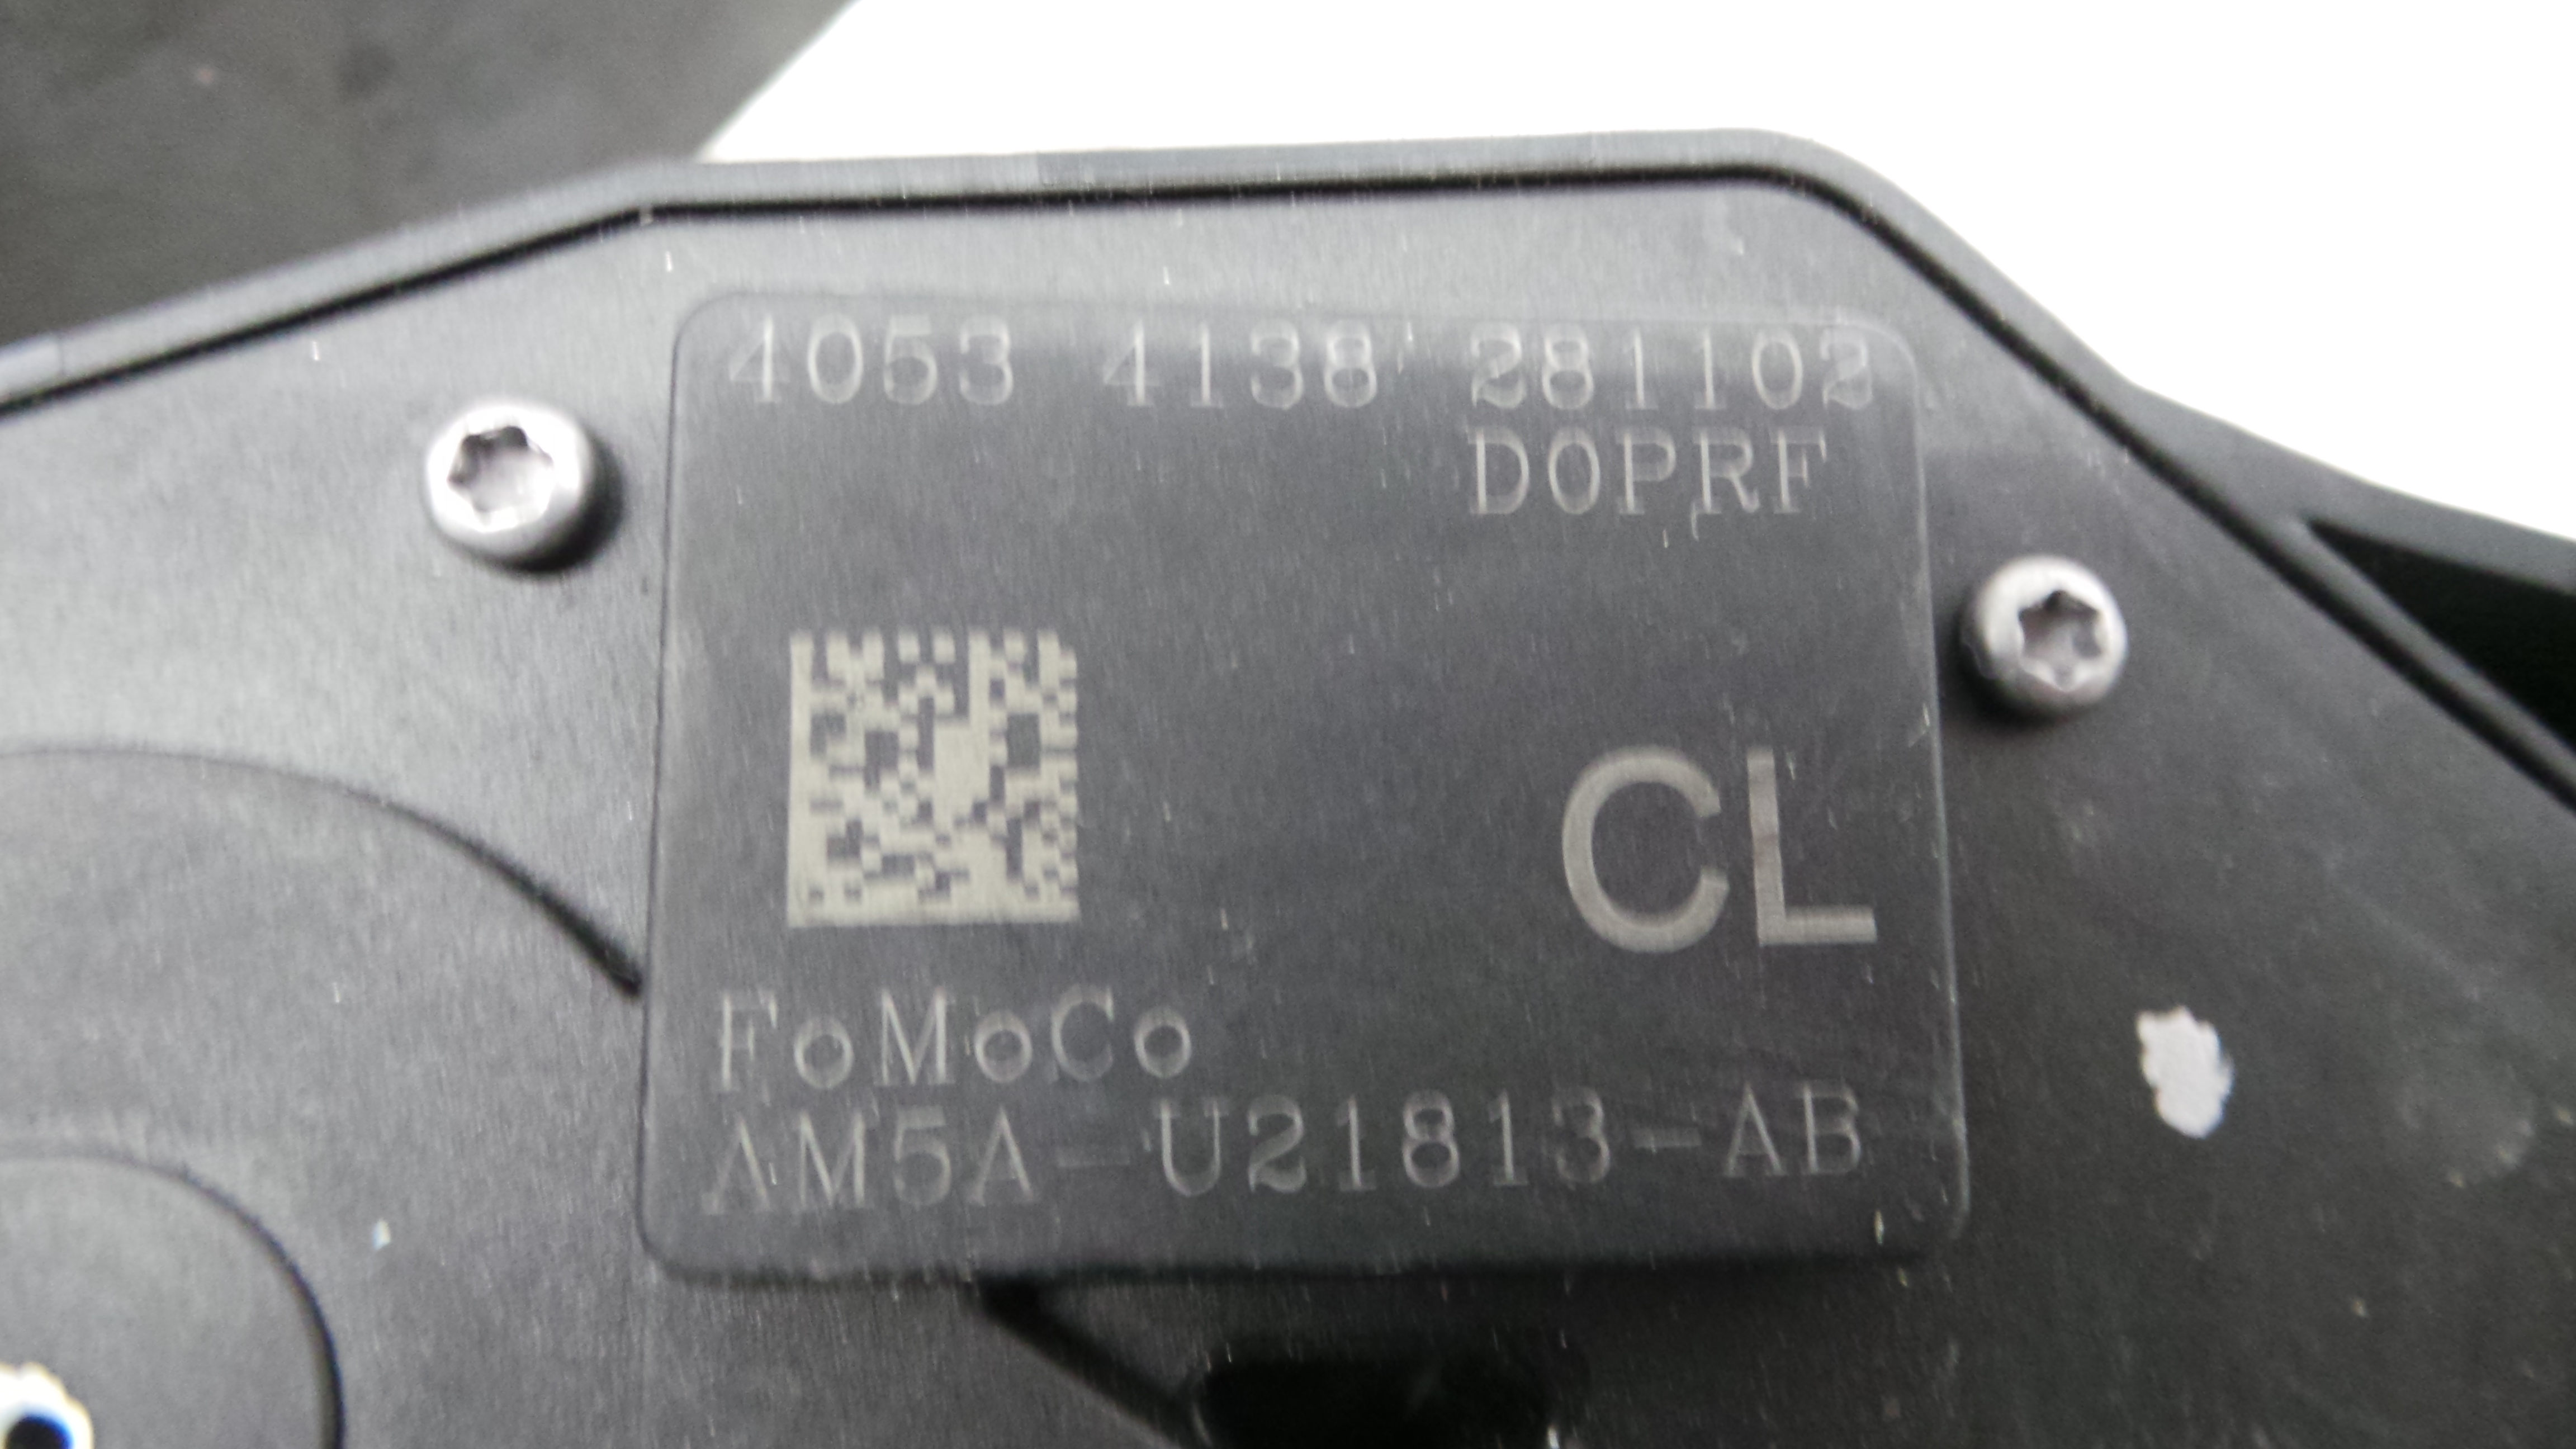 4053 4138 281102
D0PRF
CL
FoMoCo
AM5A-U21813-AB